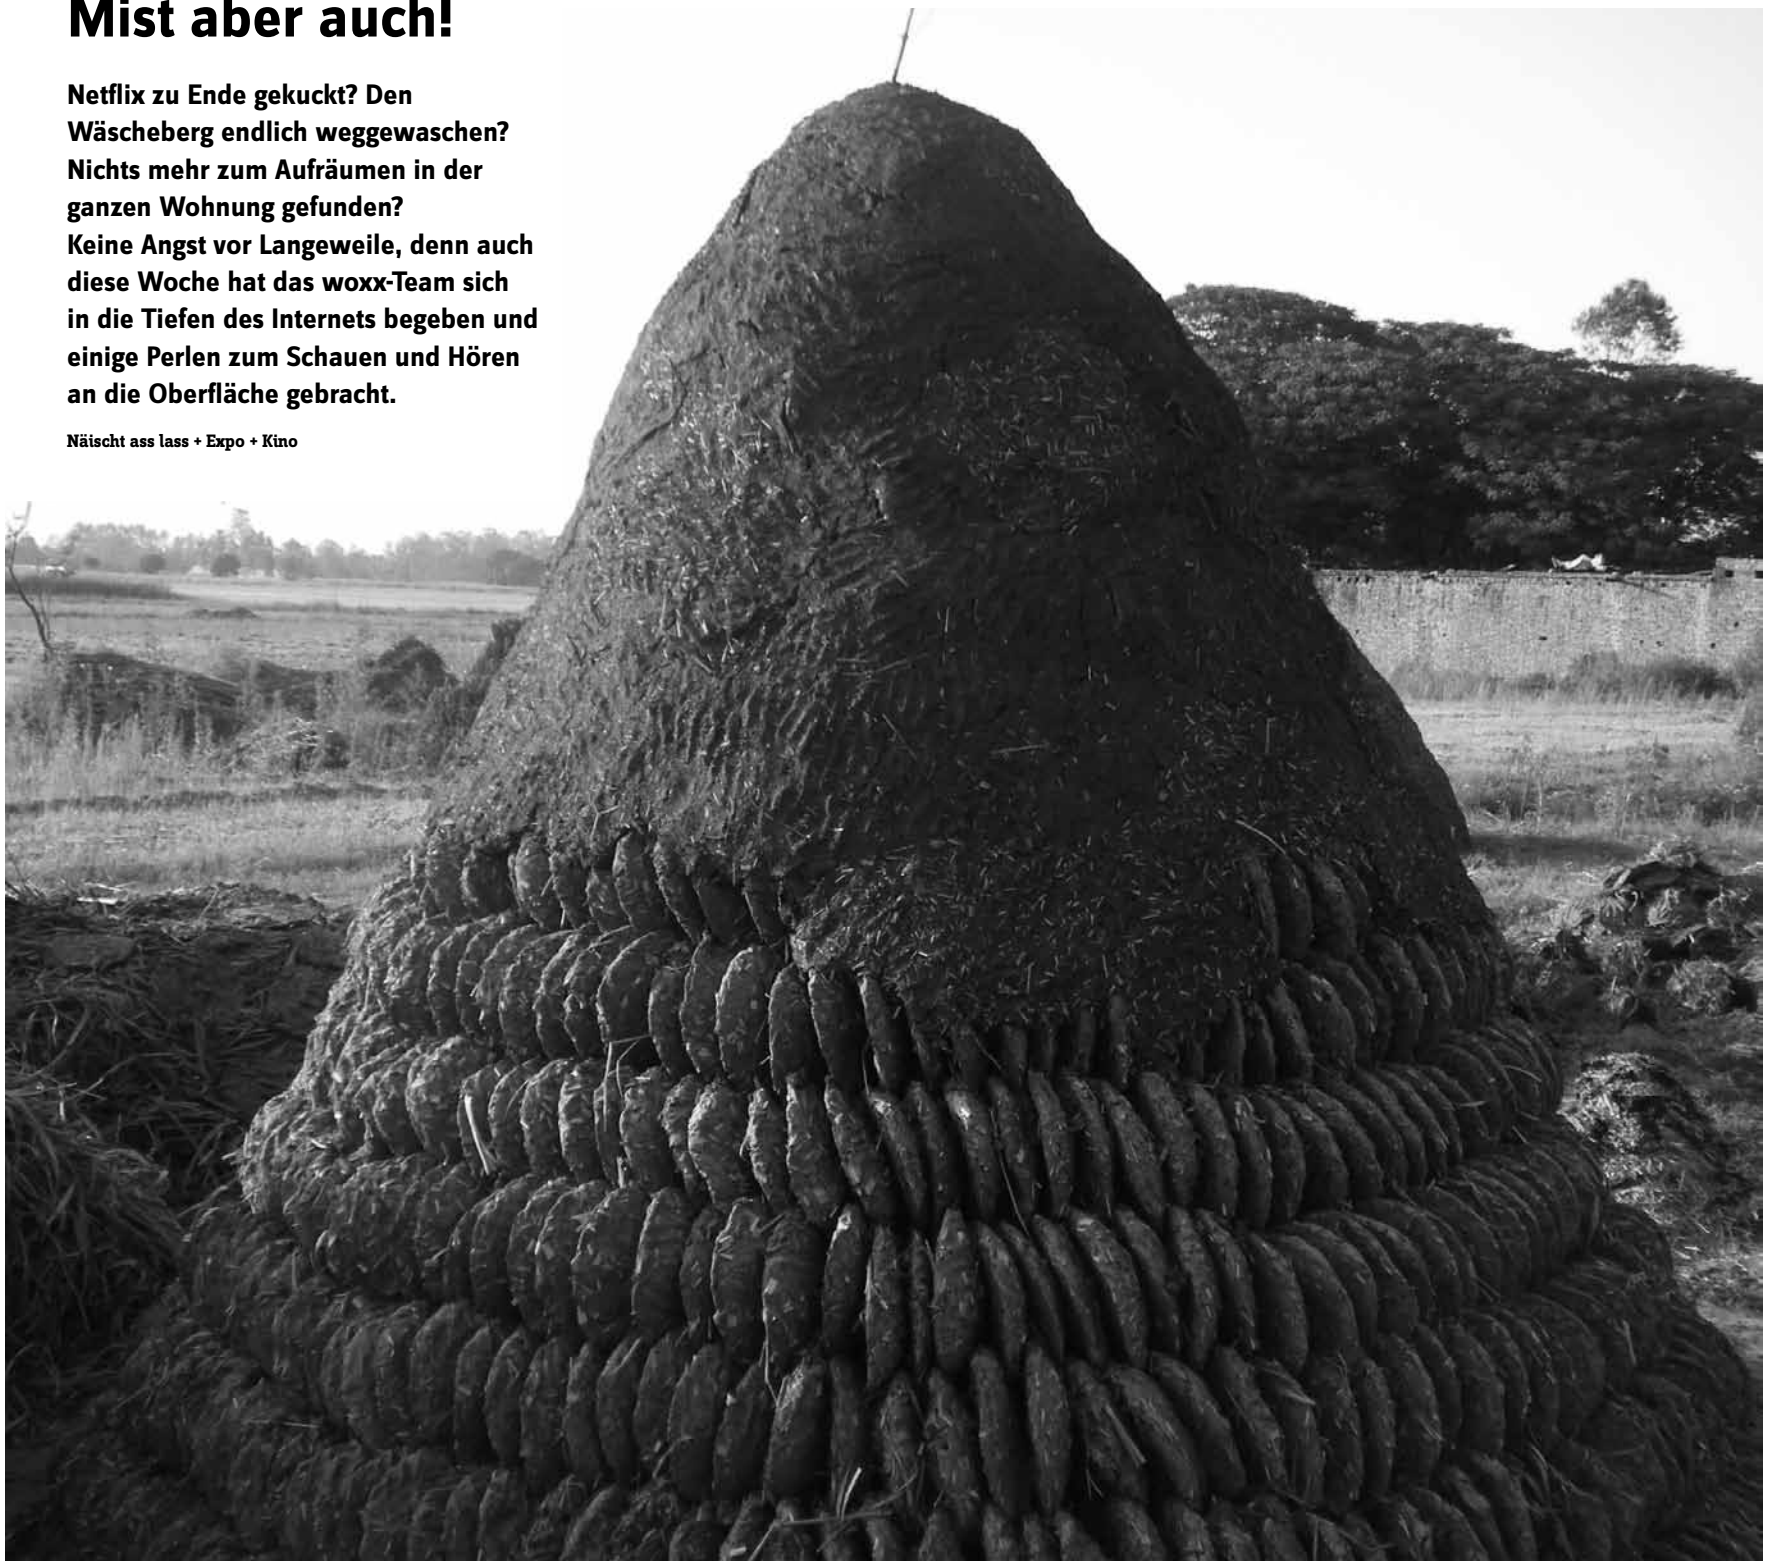 Mist aber auch!
Netflix zu Ende gekuckt? Den
Wäscheberg endlich weggewaschen?
Nichts mehr zum Aufräumen in der
ganzen Wohnung gefunden?
Keine Angst vor Langeweile, denn auch
diese Woche hat das woxx-Team sich
in die Tiefen des Internets begeben und
einige Perlen zum Schauen und Hören
an die Oberfläche gebracht.
Näischt ass lass + Expo + Kino